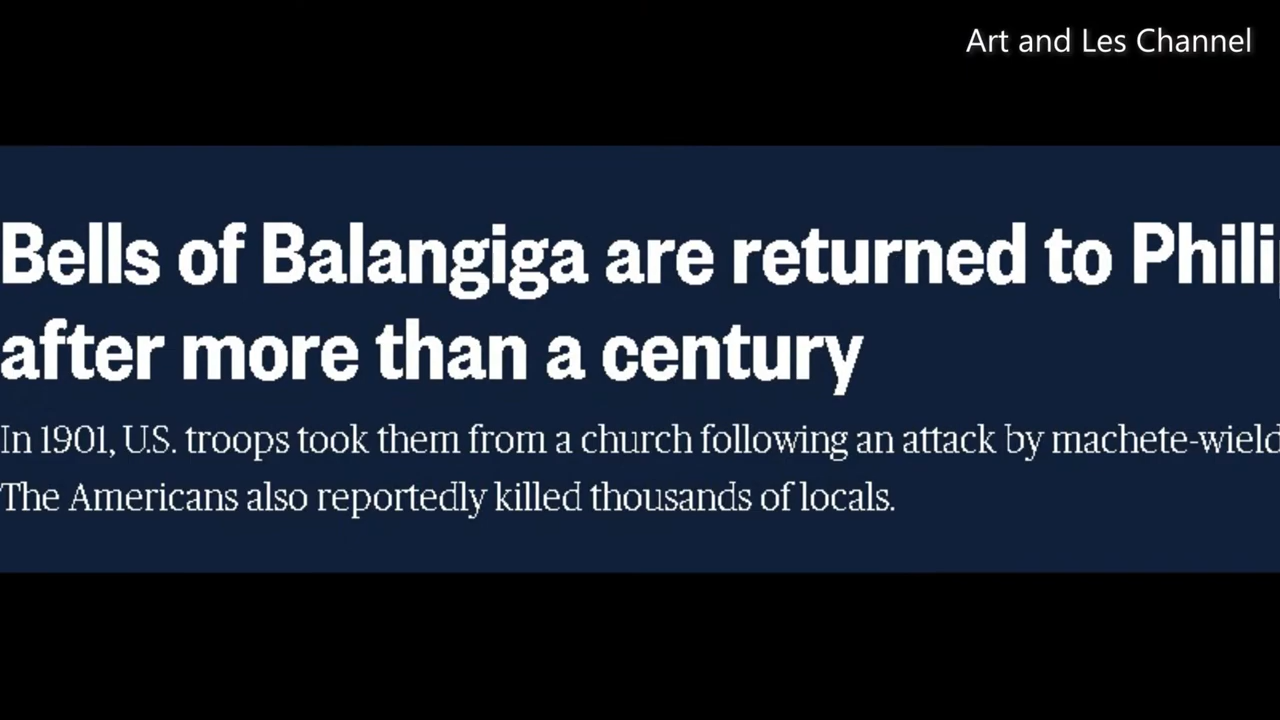 Art and Les Channel
Bells of Balangiga are returned to Phili
after more than a century
In 1901, U.S. troops took them from a church following an attack by machete-wield
The Americans also reportedly killed thousands of locals.